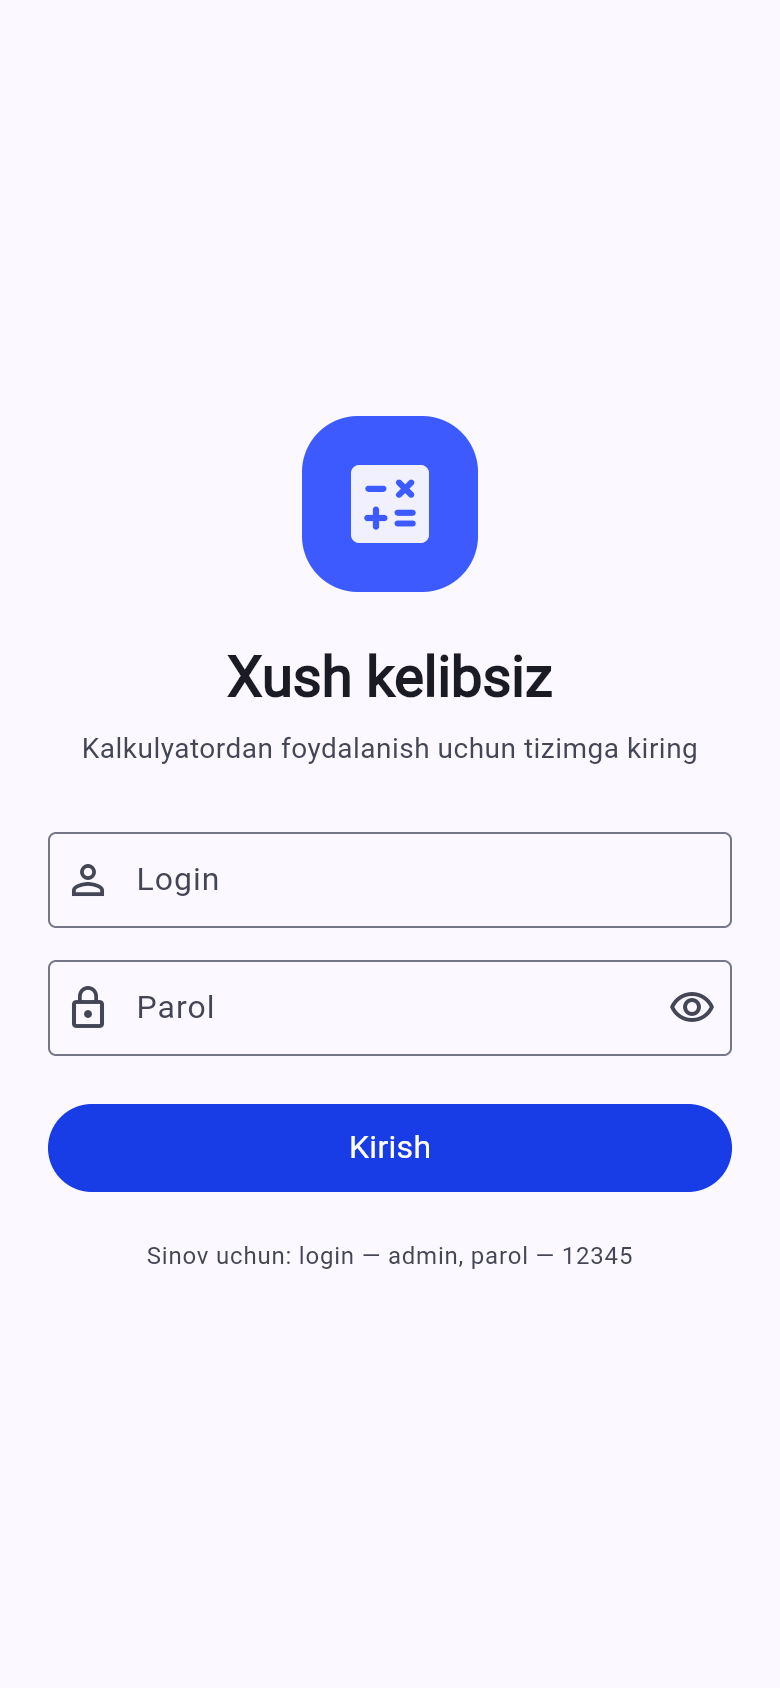 Xush kelibsiz
Kalkulyatordan foydalanish uchun tizimga kiring
Login
Parol
Kirish
Sinov uchun: login — admin, parol — 12345